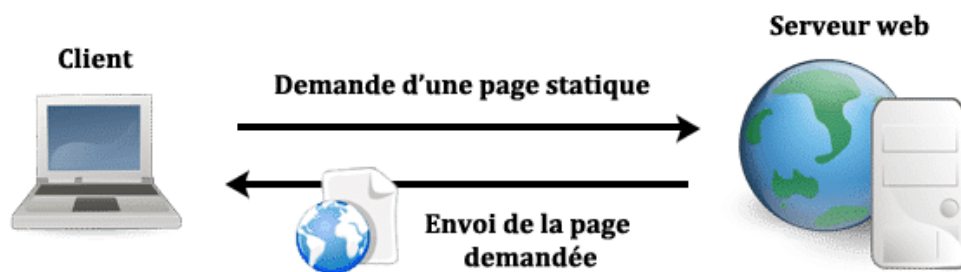 Serveur web
Client
Demande d’une page statique
Envoi de la page
demandée